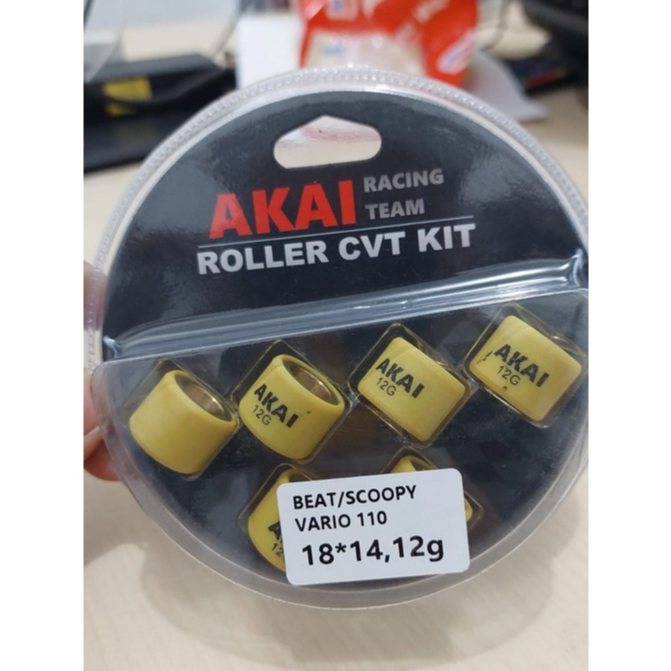 AKAI RACING TEAM
ROLLER CVT KIT
AKAI
12G
AKAI
12G
AKAI
12G
BEAT/SCOOPY
VARIO 110
18*14,12g